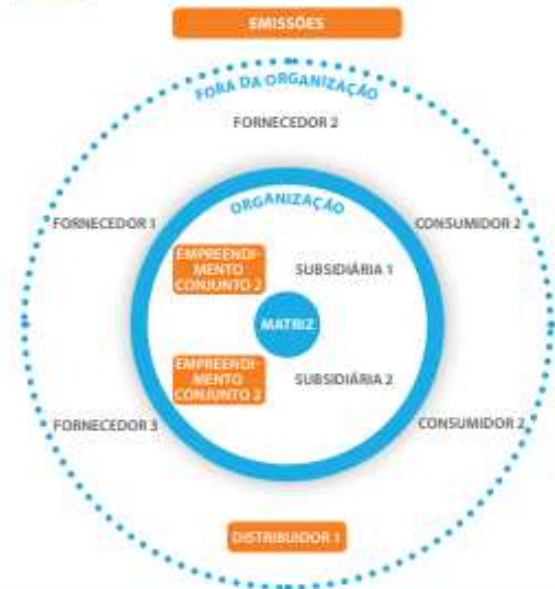 EMISSÕES
FORA DA ORGANIZAÇÃO
FORNECEDOR 2
ORGANIZAÇÃO
FORNECEDOR 1
CONSUMIDOR 2
EMPREENDI-
MENTO
CONJUNTO 2
SUBSIDIÁRIA 1
MATRIZ
EMPREENDI-
MENTO
CONJUNTO 2
SUBSIDIÁRIA 2
FORNECEDOR 3
CONSUMIDOR 2
DISTRIBUIDOR 1